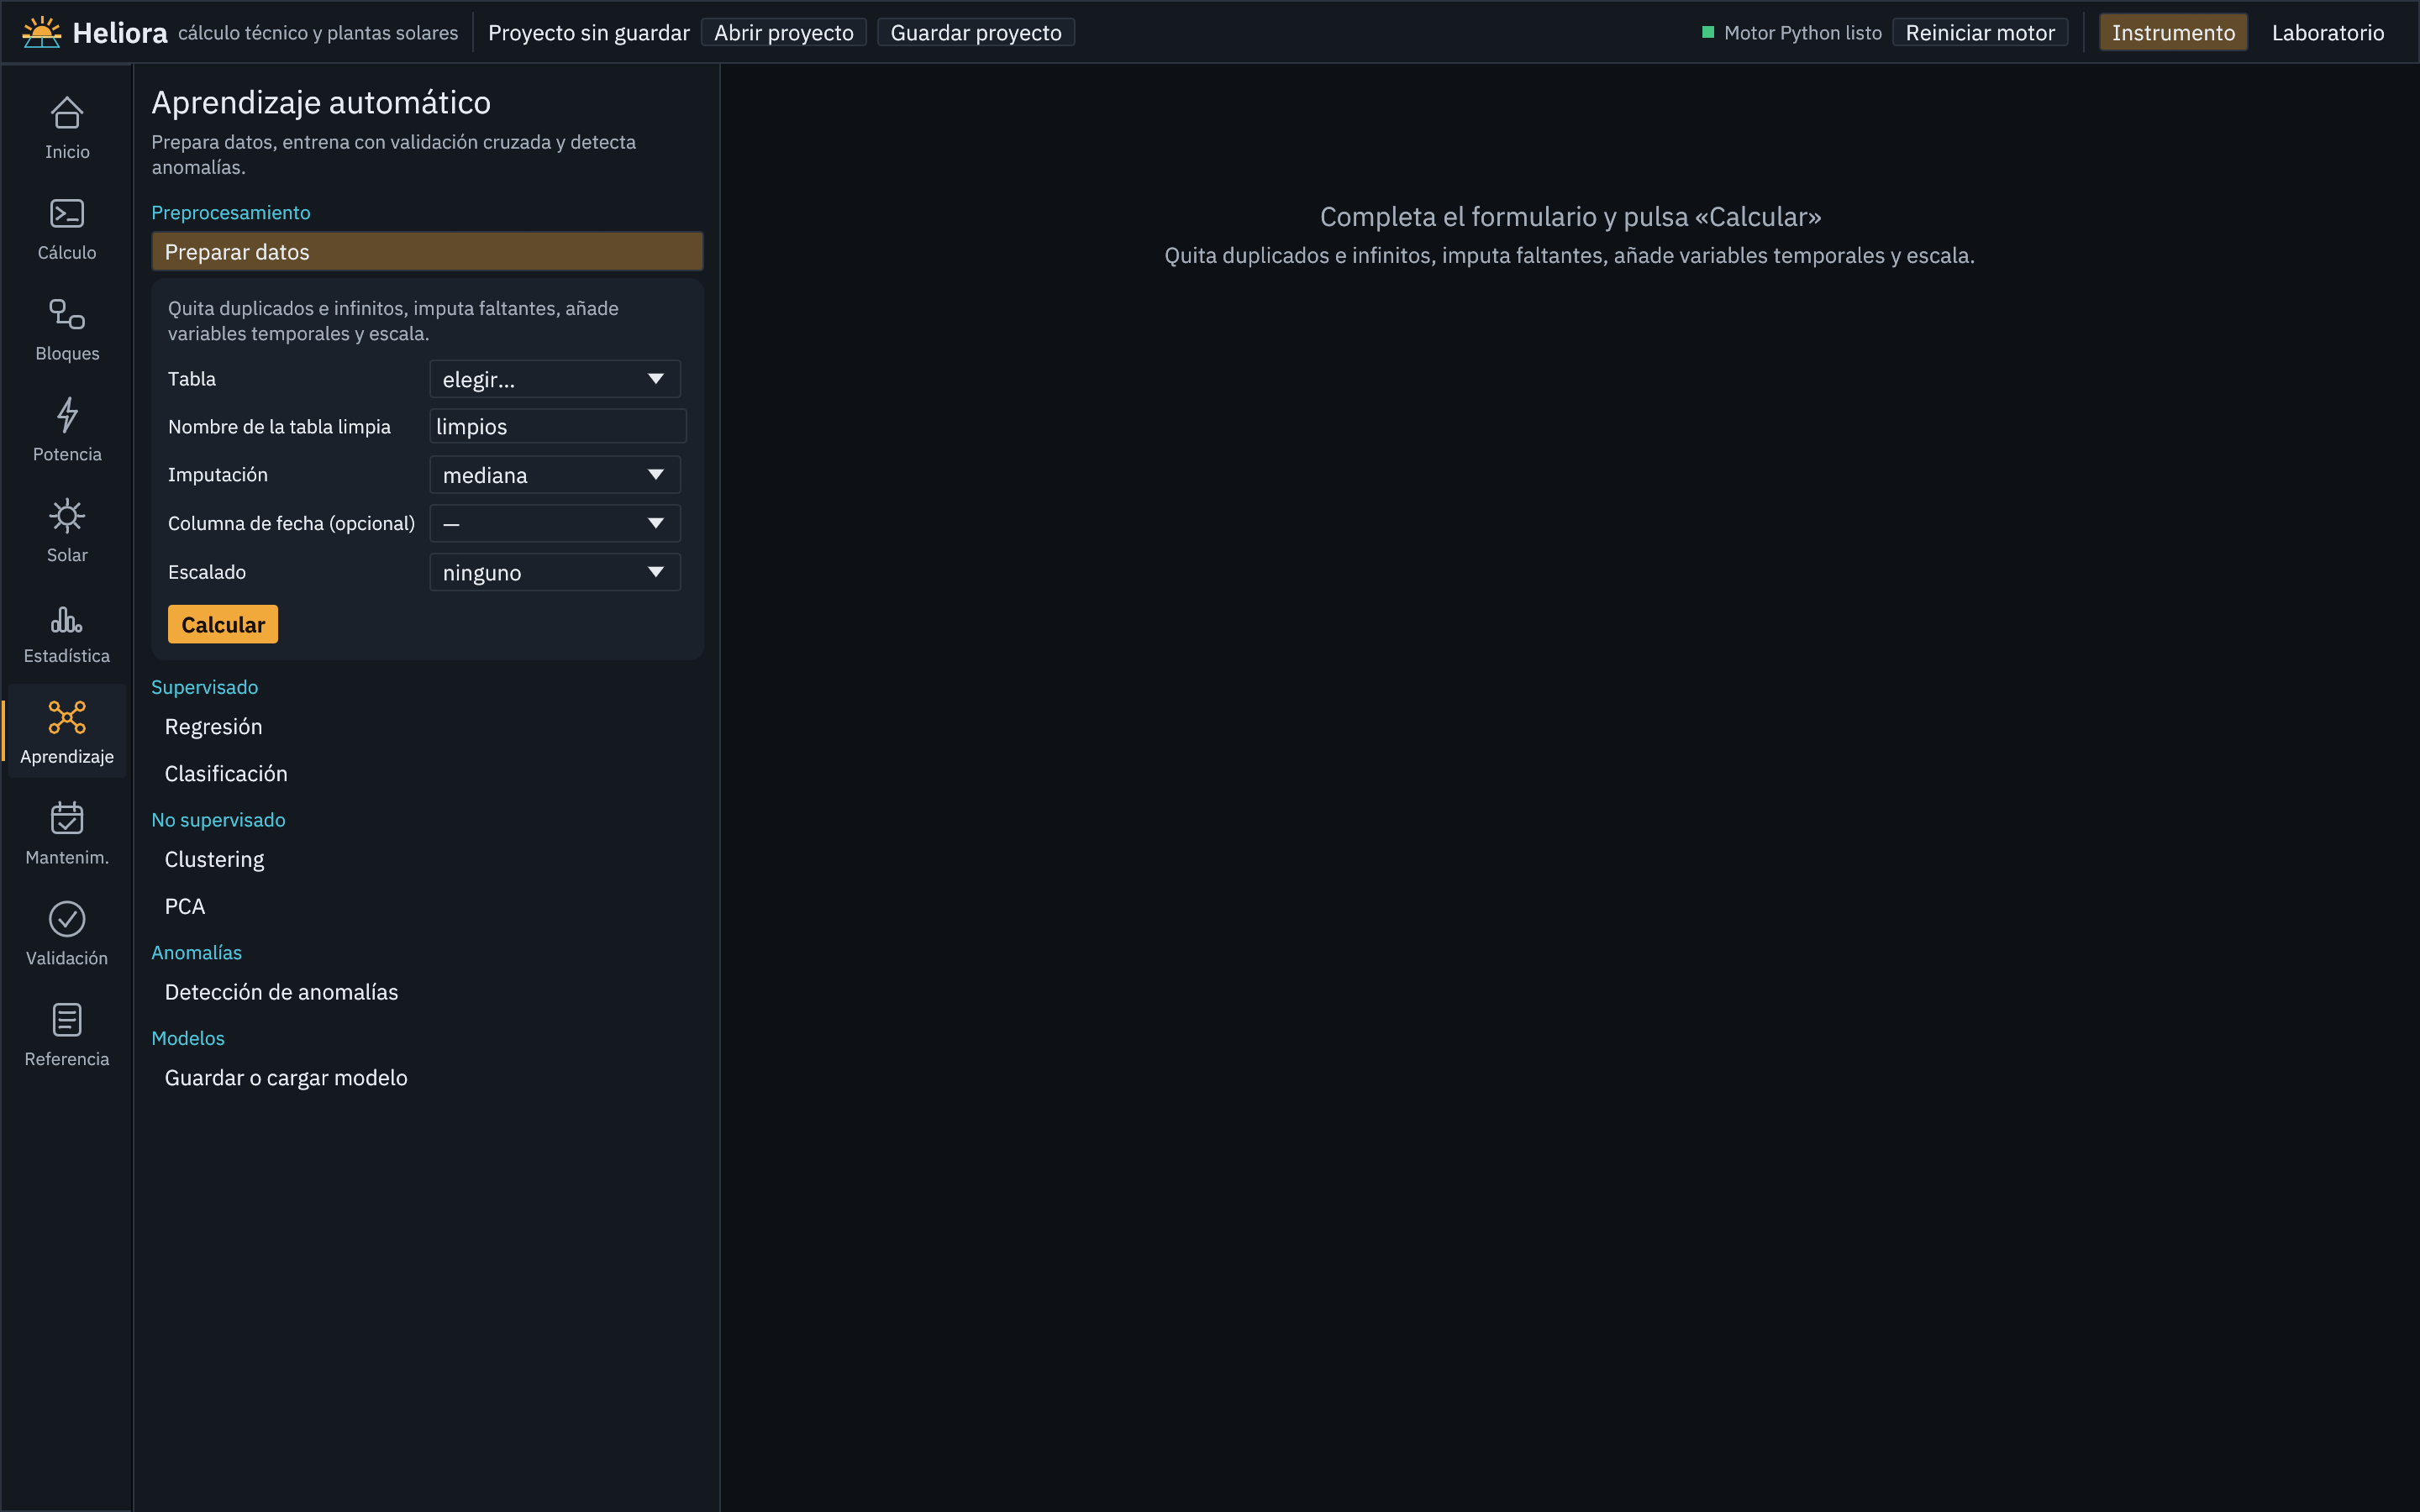 Heliora cálculo técnico y plantas solares Proyecto sin guardar Abrir proyecto Guardar proyecto Motor Python listo Reiniciar motor Instrumento Laboratorio
Inicio
Cálculo
Bloques
Potencia
Solar
Estadística
Aprendizaje
Mantenim.
Validación
Referencia
Aprendizaje automático
Prepara datos, entrena con validación cruzada y detecta
anomalías.
Preprocesamiento
Preparar datos
Quita duplicados e infinitos, imputa faltantes, añade
variables temporales y escala.
Tabla elegir...
Nombre de la tabla limpia limpios
Imputación mediana
Columna de fecha (opcional) —
Escalado ninguno
Calcular
Supervisado
Regresión
Clasificación
No supervisado
Clustering
PCA
Anomalías
Detección de anomalías
Modelos
Guardar o cargar modelo
Completa el formulario y pulsa «Calcular»
Quita duplicados e infinitos, imputa faltantes, añade variables temporales y escala.